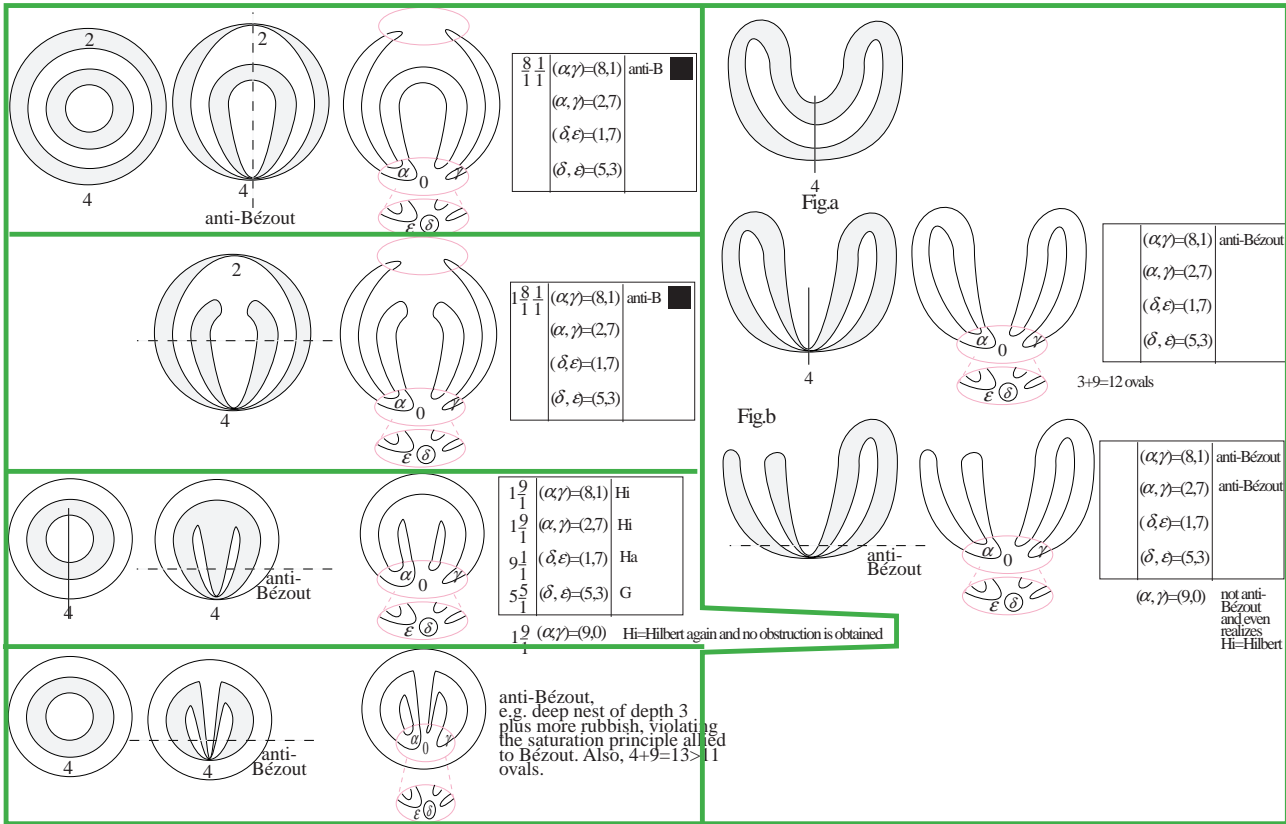 2
4
2
4
anti-Bézout
α
0
γ
ε δ
8/1 1/1 (α,γ)=(8,1) anti-B
(α, γ)=(2,7)
(δ,ε)=(1,7)
(δ, ε)=(5,3)
2
4
α
0
γ
ε δ
1 8/1 1/1 (α,γ)=(8,1) anti-B
(α, γ)=(2,7)
(δ,ε)=(1,7)
(δ, ε)=(5,3)
4
anti-
Bézout
4
α
0
γ
ε δ
1 9/1 (α,γ)=(8,1) Hi
1 9/1 (α, γ)=(2,7) Hi
9 1/1 (δ,ε)=(1,7) Ha
5 5/1 (δ, ε)=(5,3) G
1 9/1 (α,γ)=(9,0) Hi=Hilbert again and no obstruction is obtained
4
anti-
Bézout
4
α
0
γ
ε δ
anti-Bézout,
e.g. deep nest of depth 3
plus more rubbish, violating
the saturation principle allied
to Bézout. Also, 4+9=13>11
ovals.
4
Fig.a
4
α
0
γ
ε δ
(α,γ)=(8,1) anti-Bézout
(α, γ)=(2,7)
(δ,ε)=(1,7)
(δ, ε)=(5,3)
3+9=12 ovals
Fig.b
anti-
Bézout
4
α
0
γ
ε δ
(α,γ)=(8,1) anti-Bézout
(α, γ)=(2,7) anti-Bézout
(δ,ε)=(1,7)
(δ, ε)=(5,3)
(α, γ)=(9,0) not anti-
Bézout
and even
realizes
Hi=Hilbert